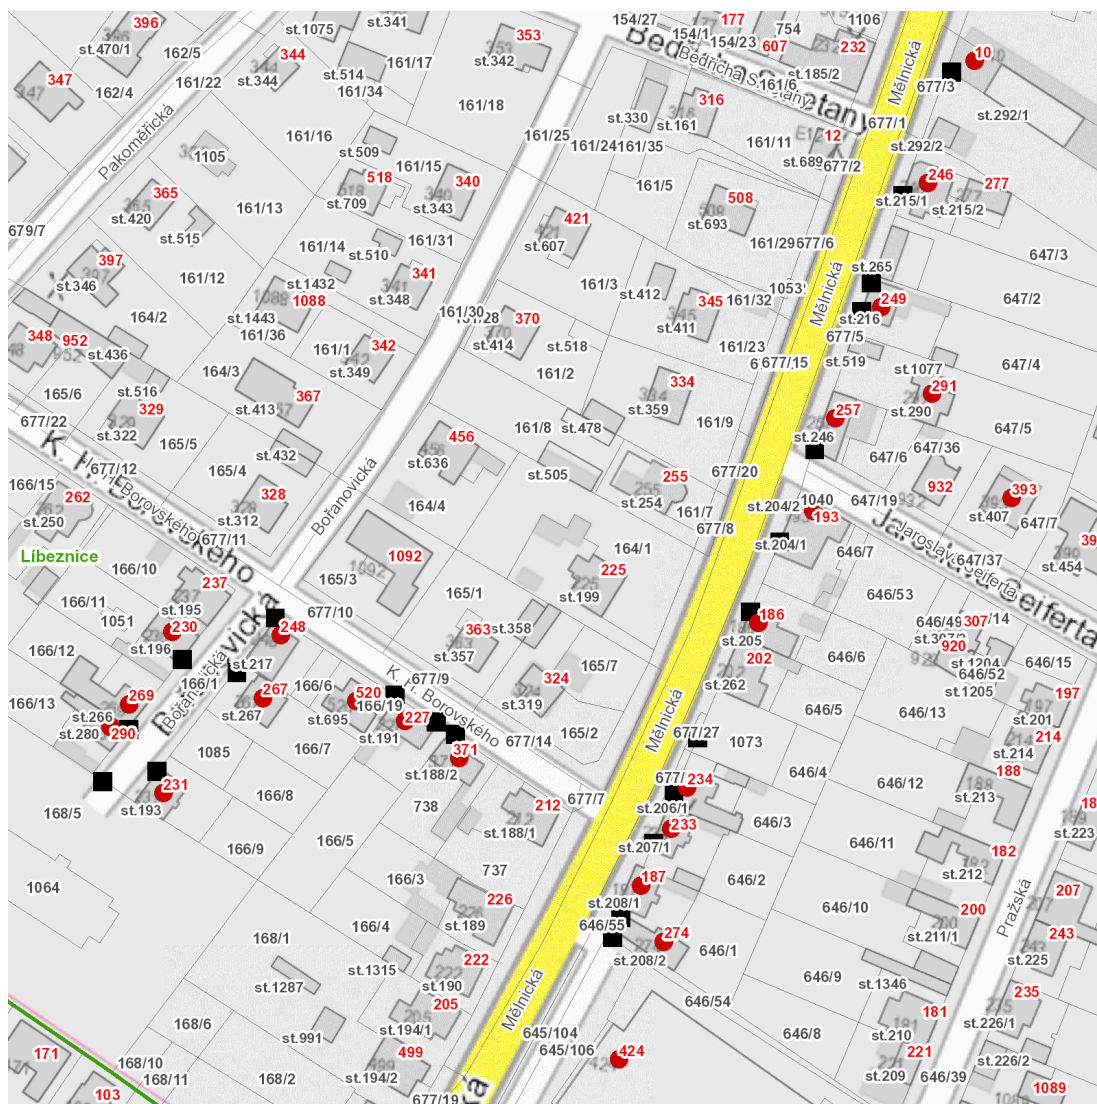 396
st.470/1
162/5
st.1075
st.341
154/27
154/1
177
154/23
754
1106
353
st.342
607
232
10
347
344
st.344
st.514
161/17
161/34
st.185/2
Bedřicha Smetany
161/6
Mělnická
677/3
162/4
161/22
161/18
316
st.330
st.161
677/1
st.292/1
Pakoměřická
161/16
161/25
12
161/24
161/35
161/11
st.292/2
1105
st.509
161/15
st.689
677/2
365
518
340
161/5
508
246
277
st.420
161/13
st.709
st.343
st.693
st.215/1
st.215/2
679/7
st.515
161/14
161/31
421
st.607
161/29
677/6
647/3
397
st.346
161/12
st.510
341
st.1432
st.348
161/3
st.412
st.265
1053
1088
st.1443
345
161/32
249
647/2
164/2
161/30
370
st.411
st.216
348
952
161/36
161/1
342
st.414
st.518
161/23
677/5
st.436
st.349
677/15
st.519
647/4
164/3
161/2
st.1077
165/6
st.516
367
334
291
st.290
329
st.413
st.359
257
677/22
st.322
161/8
st.478
161/9
st.246
647/5
165/5
456
647/36
677/12
st.432
st.636
647/6
K. H. Borovského
165/4
st.505
255
677/20
932
393
166/15
262
328
Bořanovická
164/4
st.254
1040
647/19
st.407
st.250
st.312
161/7
st.204/2
193
647/7
677/11
677/8
Jaroslava Seiferta
Líbeznice
164/1
st.204/1
646/7
647/37
st.454
166/10
1092
225
237
165/3
st.199
646/53
166/11
st.195
165/1
1051
677/10
230
248
363
st.358
186
646/49
307
st.196
st.205
920
166/12
st.217
st.357
202
646/6
st.1204
646/15
165/7
677/9
K. H. Borovského
166/1
267
166/6
520
324
st.262
646/52
st.1205
197
166/13
269
st.267
166/19
st.319
646/5
646/13
st.201
Bořanovická
st.266
st.695
227
Mělnická
st.280
290
st.191
165/2
677/27
1073
214
1085
166/7
677/14
st.214
371
188
st.188/2
646/4
231
166/8
677/7
234
646/12
st.213
st.193
738
212
st.206/1
168/5
st.188/1
233
646/3
st.223
166/5
st.207/1
646/11
166/9
182
166/3
737
187
646/2
st.212
1064
226
207
st.208/1
646/10
200
Pražská
166/4
st.189
646/55
168/1
274
646/1
st.211/1
243
222
st.208/2
st.225
st.1315
646/9
st.1287
st.190
st.1346
Mělnická
205
646/54
235
168/6
st.194/1
181
st.991
645/104
646/8
st.210
st.226/1
171
499
645/106
424
221
168/10
st.226/2
168/11
168/2
st.194/2
st.209
646/39
103
677/19
1089